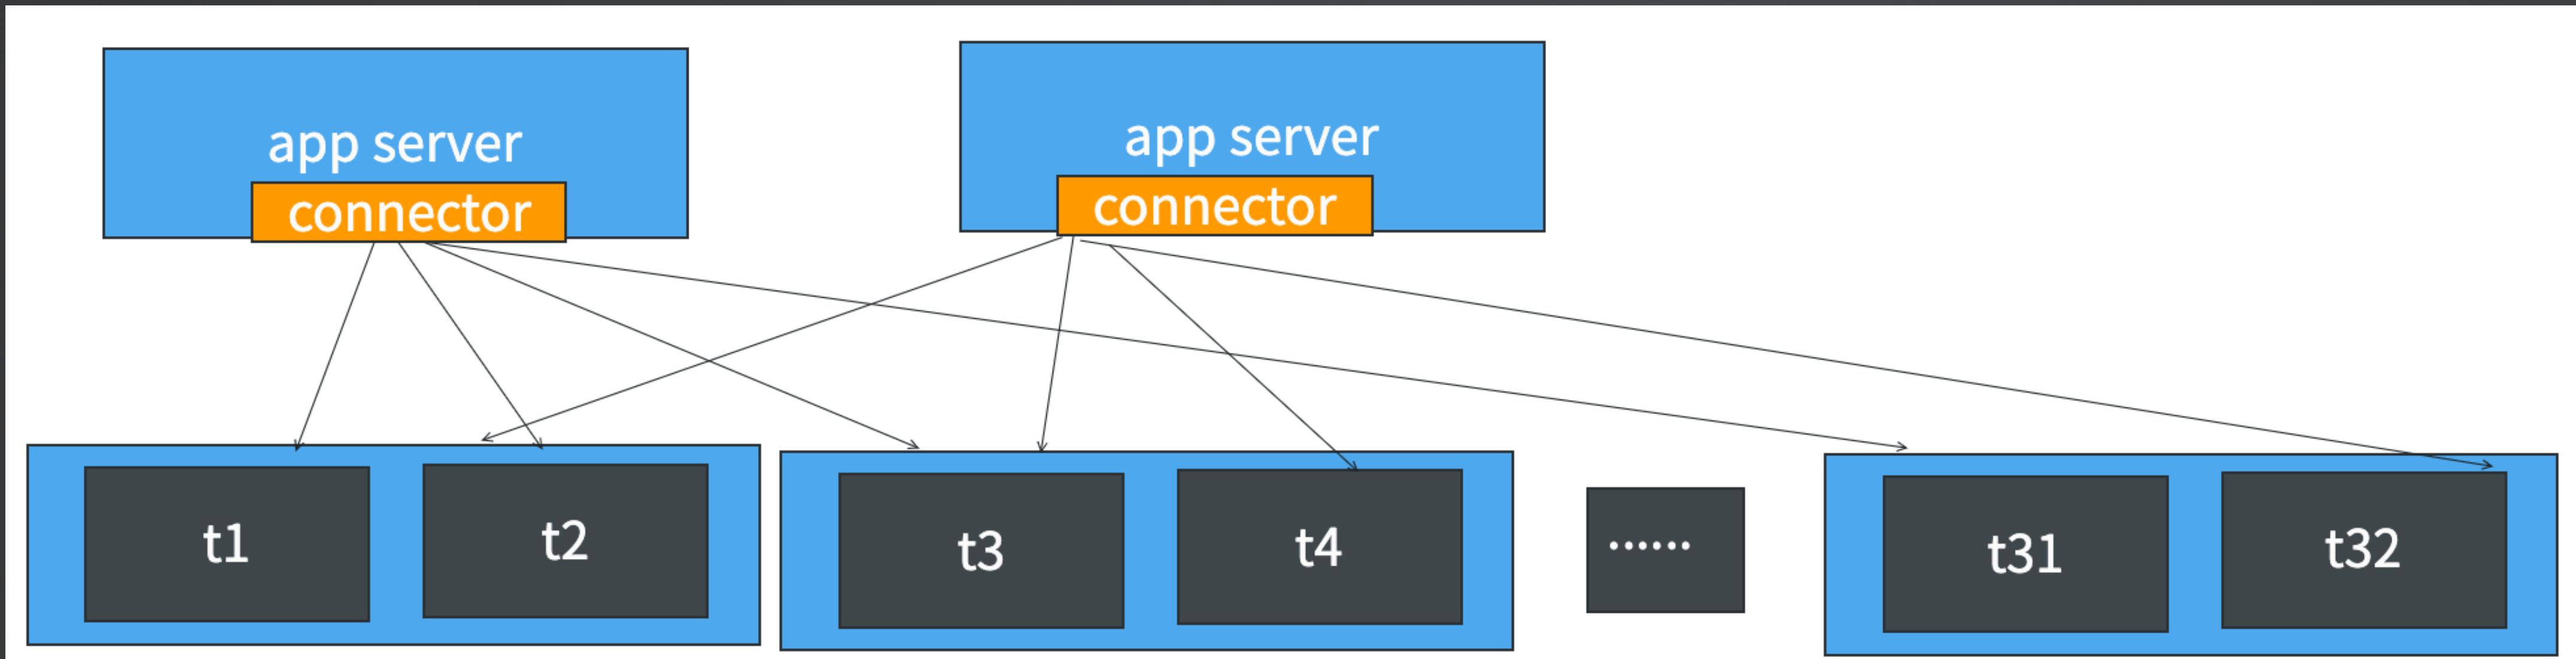 app server
connector
app server
connector
t1
t2
t3
t4
......
t31
t32